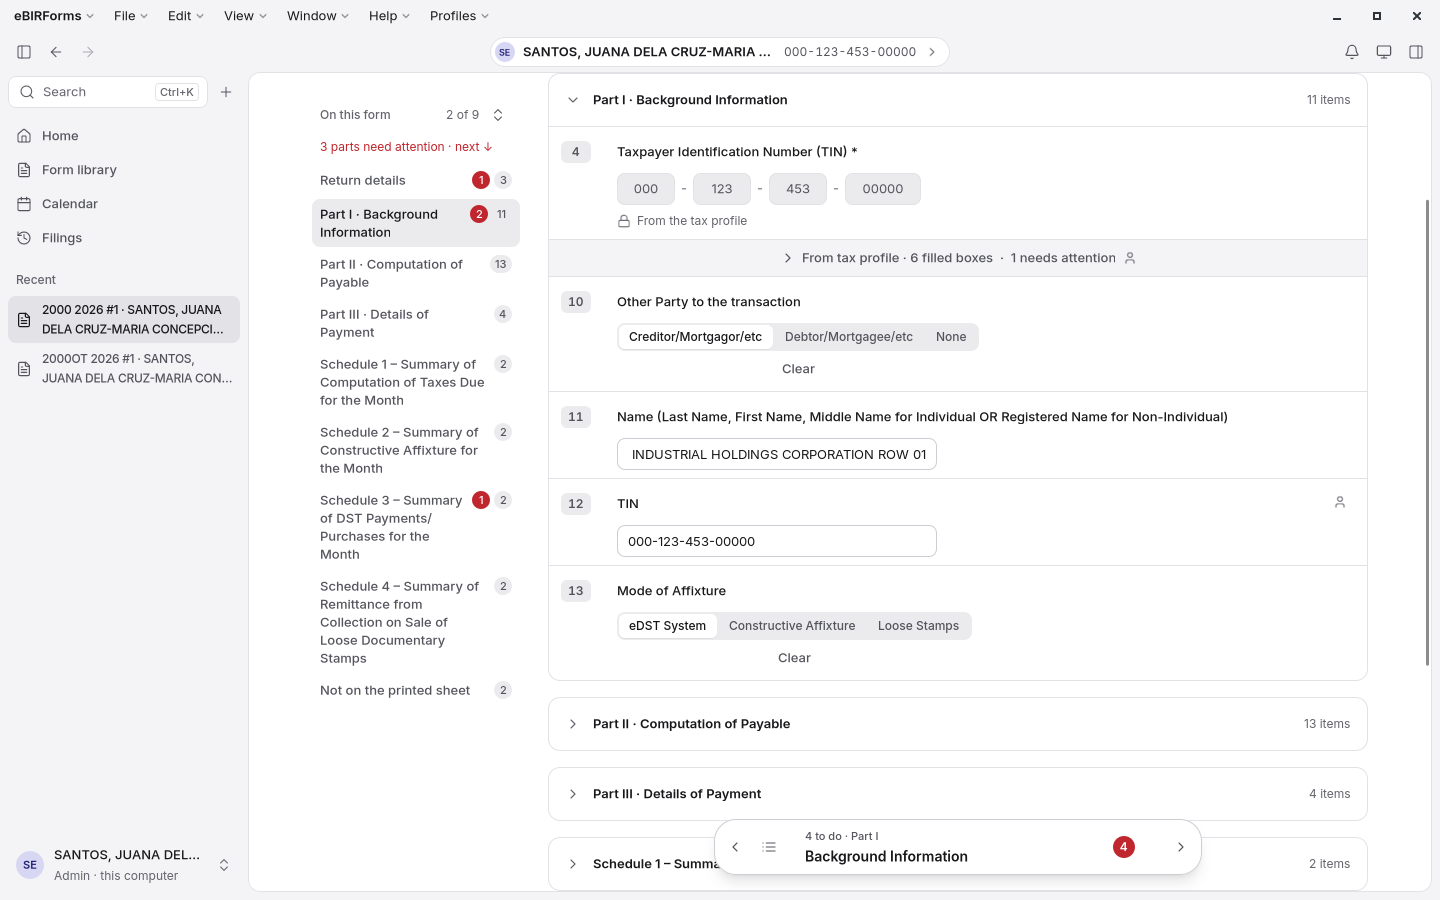 eBIRForms File Edit View Window Help Profiles
SE SANTOS, JUANA DELA CRUZ-MARIA ... 000-123-453-00000
Search Ctrl+K
Home
Form library
Calendar
Filings
Recent
2000 2026 #1 · SANTOS, JUANA
DELA CRUZ-MARIA CONCEPCI...
2000OT 2026 #1 · SANTOS,
JUANA DELA CRUZ-MARIA CON...
SE SANTOS, JUANA DEL...
Admin · this computer
On this form 2 of 9
3 parts need attention · next ↓
Return details 1 3
Part I · Background 2 11
Information
Part II · Computation of 13
Payable
Part III · Details of 4
Payment
Schedule 1 – Summary of 2
Computation of Taxes Due
for the Month
Schedule 2 – Summary of 2
Constructive Affixture for
the Month
Schedule 3 – Summary 1 2
of DST Payments/
Purchases for the
Month
Schedule 4 – Summary of 2
Remittance from
Collection on Sale of
Loose Documentary
Stamps
Not on the printed sheet 2
Part I · Background Information 11 items
4 Taxpayer Identification Number (TIN) *
000 - 123 - 453 - 00000
From the tax profile
From tax profile · 6 filled boxes · 1 needs attention
10 Other Party to the transaction
Creditor/Mortgagor/etc Debtor/Mortgagee/etc None
Clear
11 Name (Last Name, First Name, Middle Name for Individual OR Registered Name for Non-Individual)
INDUSTRIAL HOLDINGS CORPORATION ROW 01
12 TIN
000-123-453-00000
13 Mode of Affixture
eDST System Constructive Affixture Loose Stamps
Clear
Part II · Computation of Payable 13 items
Part III · Details of Payment 4 items
Schedule 1 – Summa 2 items
4 to do · Part I
Background Information 4